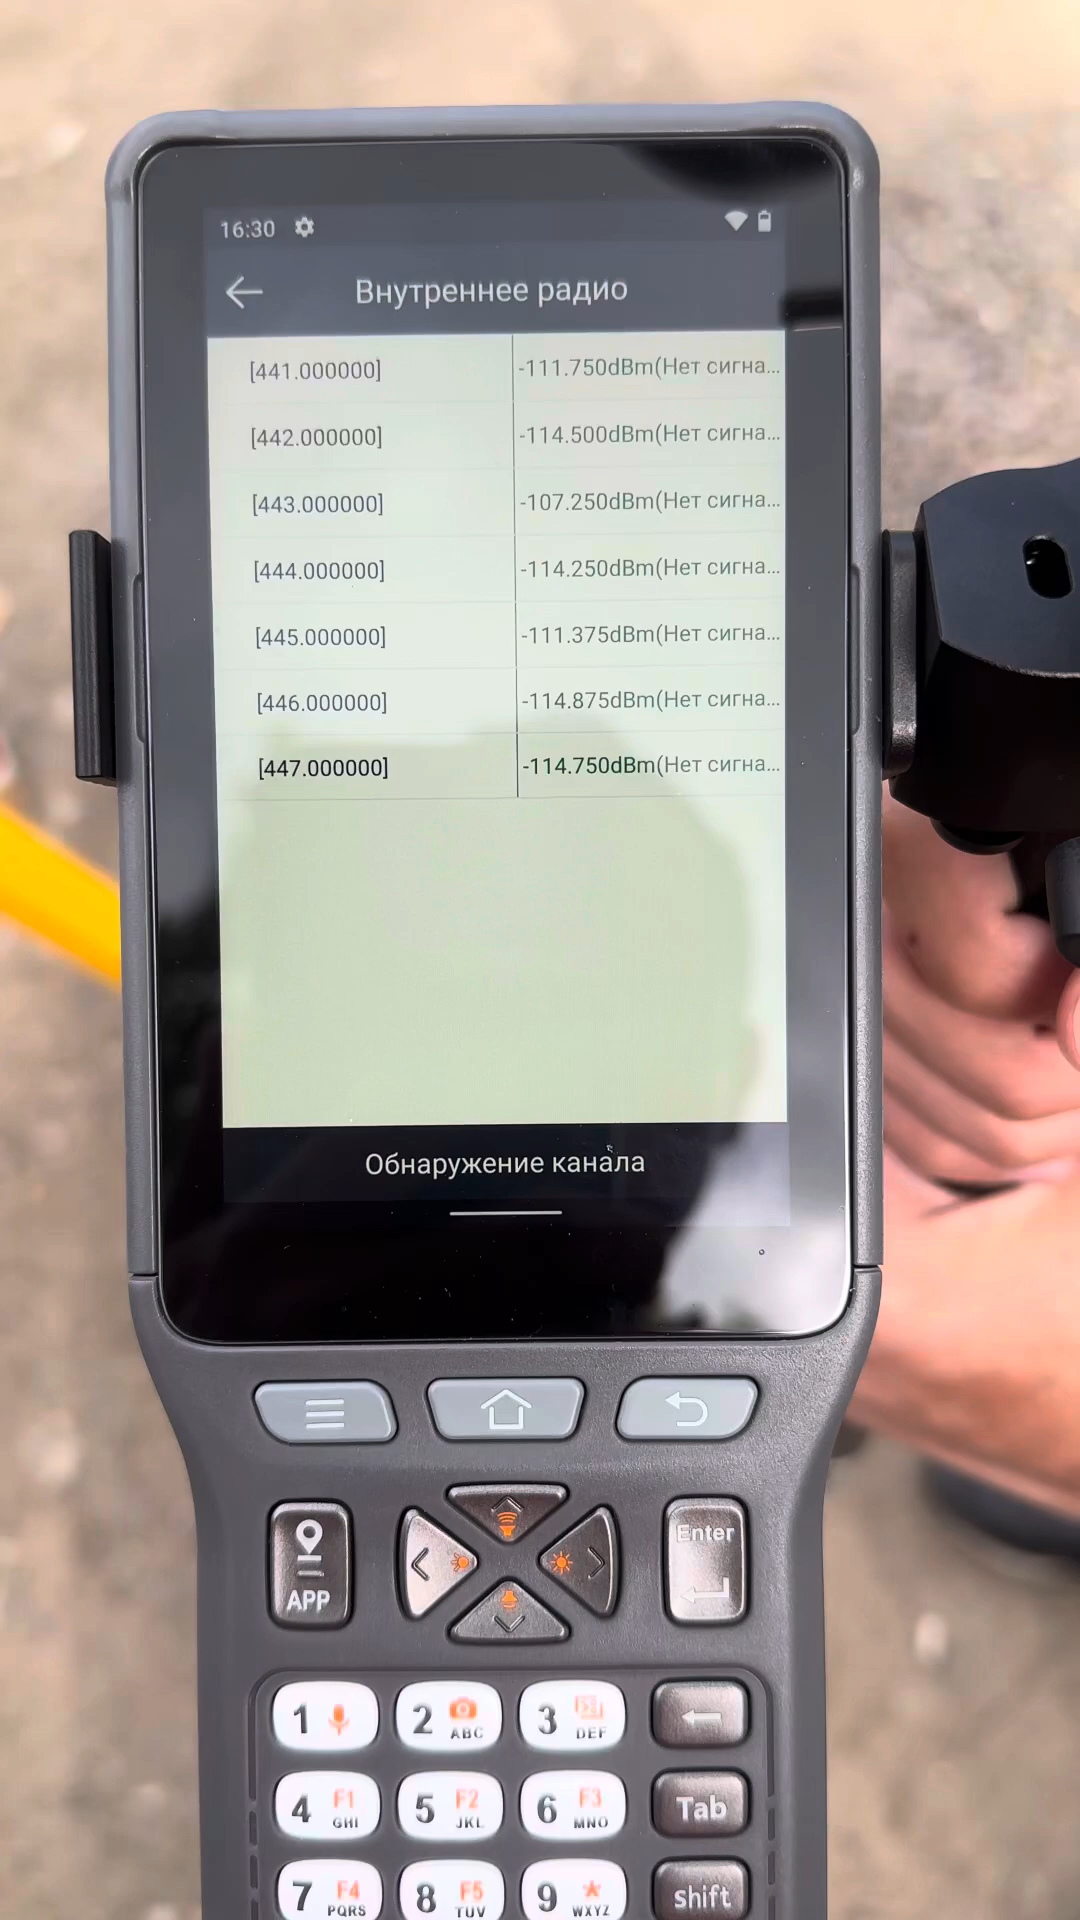 16:30
Внутреннее радио
[441.000000] -111.750dBm(Нет сигна...
[442.000000] -114.500dBm(Нет сигна...
[443.000000] -107.250dBm(Нет сигна...
[444.000000] -114.250dBm(Нет сигна...
[445.000000] -111.375dBm(Нет сигна...
[446.000000] -114.875dBm(Нет сигна...
[447.000000] -114.750dBm(Нет сигна...
Обнаружение канала
APP
Enter
1
2 ABC
3 DEF
4 F1 GHI
5 F2 JKL
6 F3 MNO
Tab
7 F4 PQRS
8 F5 TUV
9 WXYZ
shift